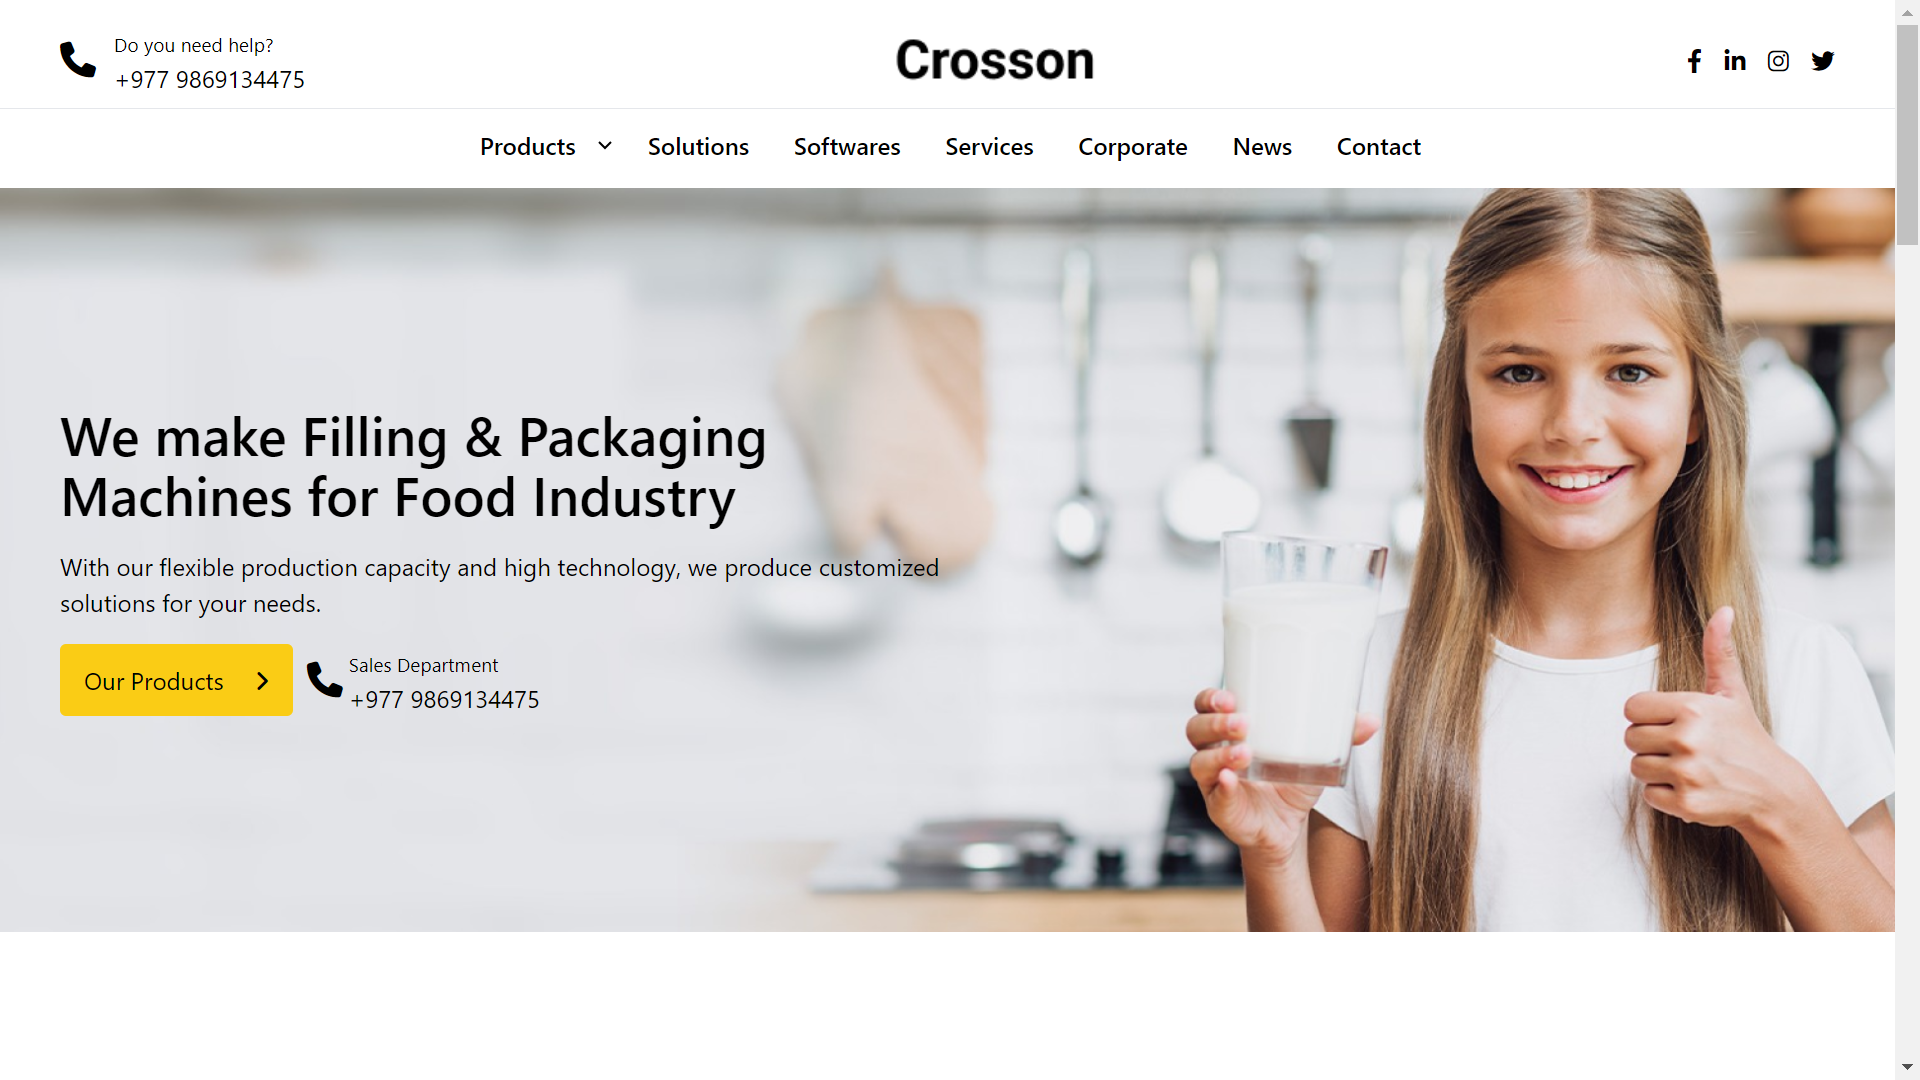 Do you need help?
+977 9869134475
Crosson
Products
Solutions
Softwares
Services
Corporate
News
Contact
We make Filling & Packaging
Machines for Food Industry
With our flexible production capacity and high technology, we produce customized
solutions for your needs.
Our Products
Sales Department
+977 9869134475